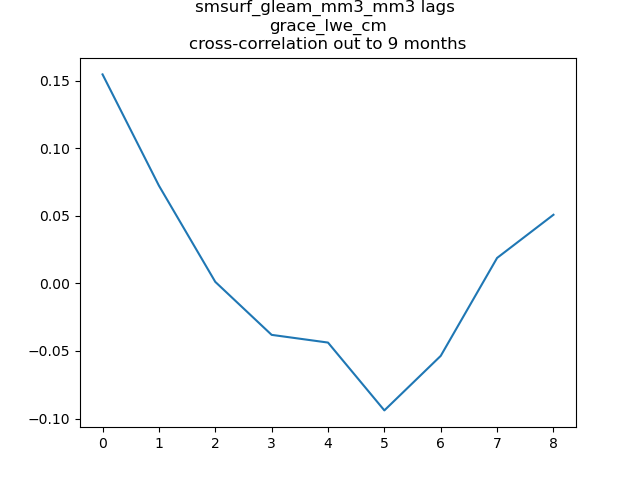 smsurf_gleam_mm3_mm3 lags
grace_lwe_cm
cross-correlation out to 9 months
0.15
0.10
0.05
0.00
−0.05
−0.10
0 1 2 3 4 5 6 7 8